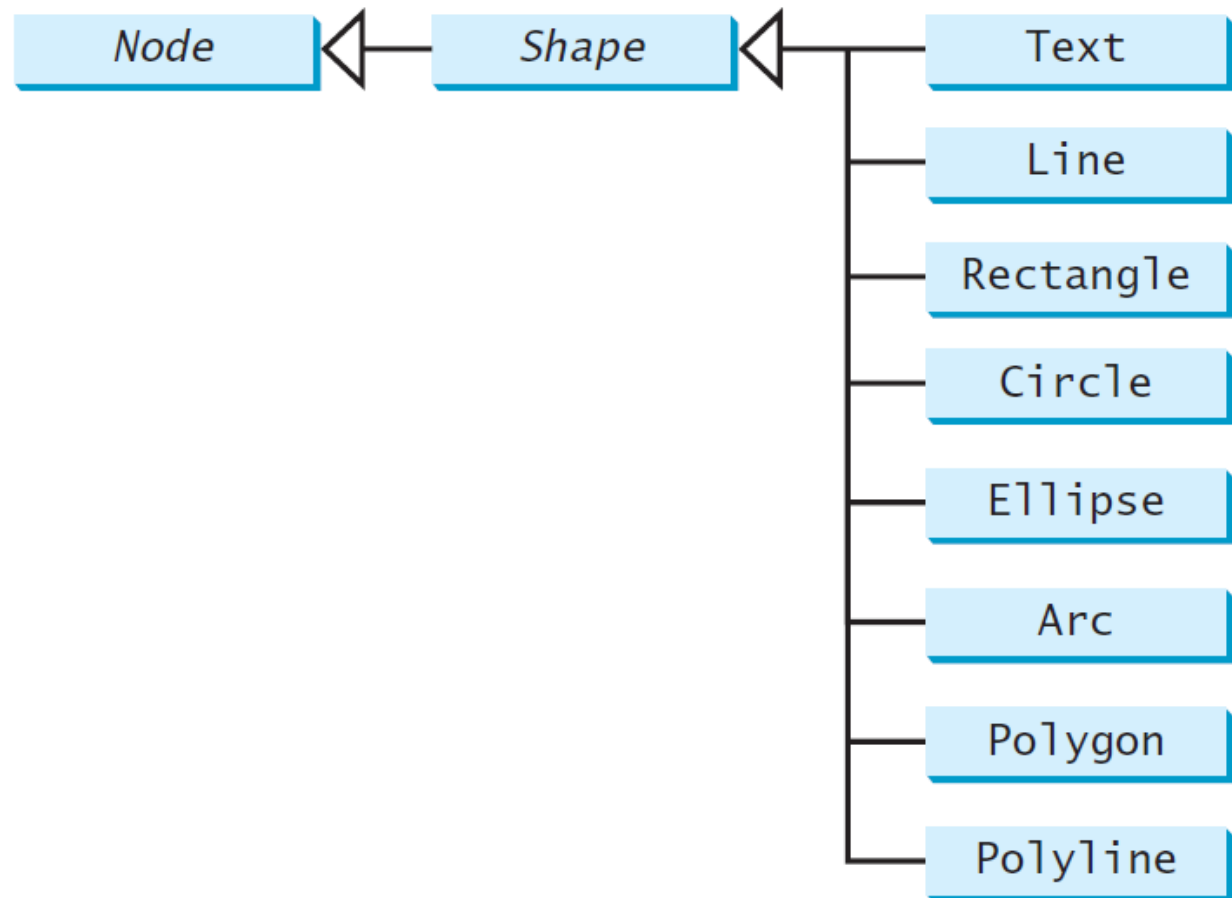 Node
Shape
Text
Line
Rectangle
Circle
Ellipse
Arc
Polygon
Polyline